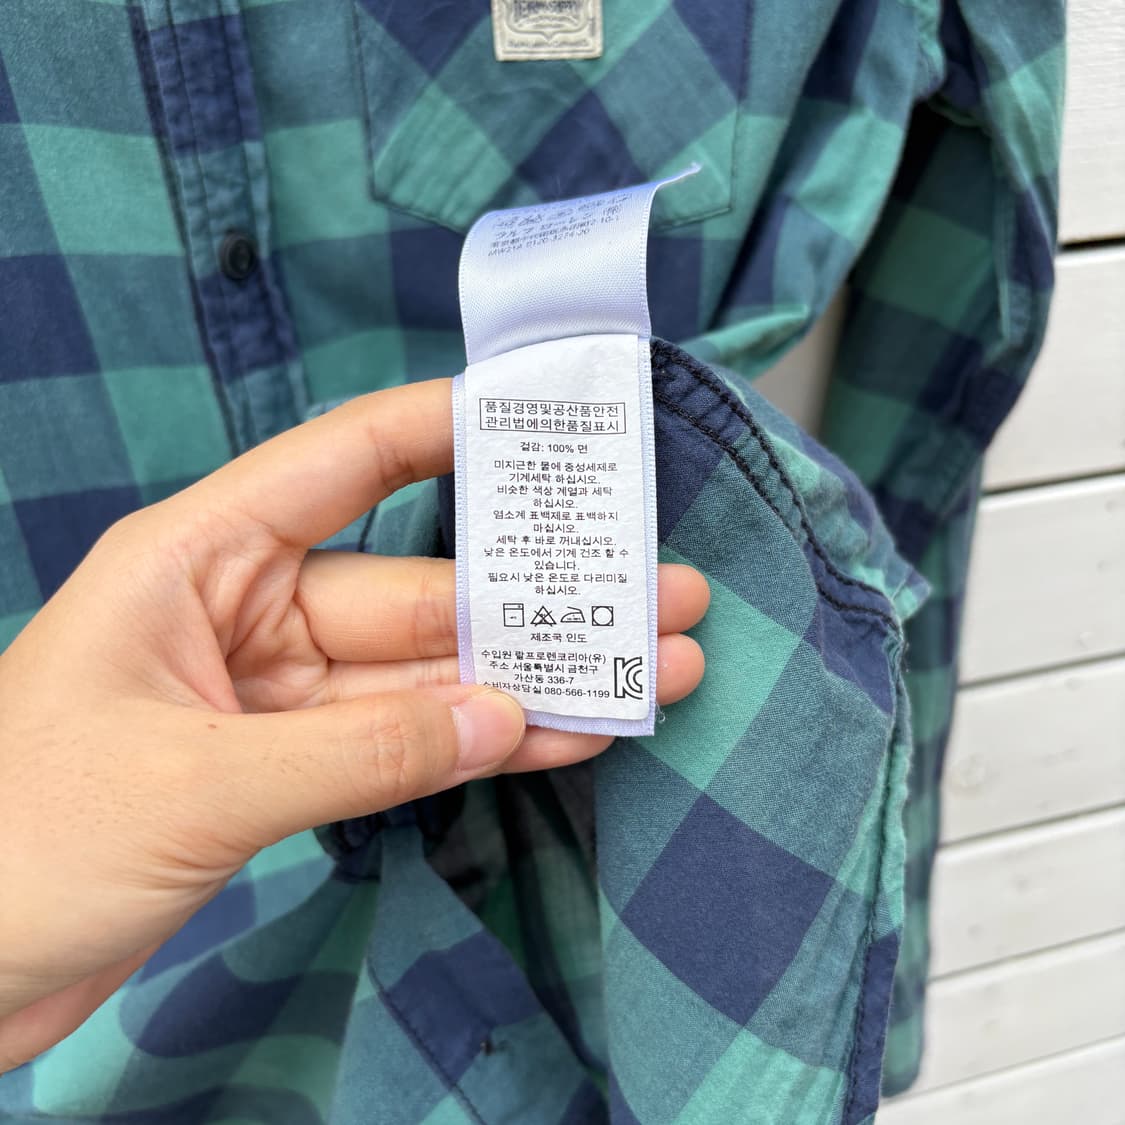 MW21A 0120-3274-20
품질경영및공산품안전
관리법에의한품질표시
겉감: 100% 면
미지근한 물에 중성세제로
기계세탁 하십시오.
비슷한 색상 계열과 세탁
하십시오.
염소계 표백제로 표백하지
마십시오.
세탁 후 바로 꺼내십시오.
낮은 온도에서 기계 건조 할 수
있습니다.
필요시 낮은 온도로 다리미질
하십시오.
제조국 인도
수입원 랄프로렌코리아(유)
주소 서울특별시 금천구
가산동 336-7
소비자상담실 080-566-1199